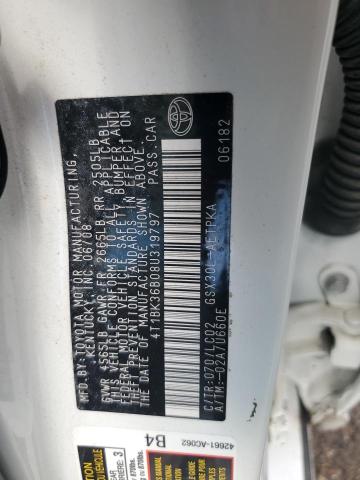 MFD. BY: TOYOTA MOTOR MANUFACTURING
KENTUCKY, INC. 06/08
GVWR 4565LB GAWR FR 2665LB RR 2505LB
THIS VEHICLE CONFORMS TO ALL APPLICABLE
FEDERAL MOTOR VEHICLE SAFETY, BUMPER, AND
THEFT PREVENTION STANDARDS IN EFFECT ON
THE DATE OF MANUFACTURE SHOWN ABOVE.
4T1BK36B08U319797 PASS.CAR
C/TR:070/LC02 GSX30L-AETPKA
A/TM:-02A/U660E 06182
TOYOTA
42661-AC062
B4
3